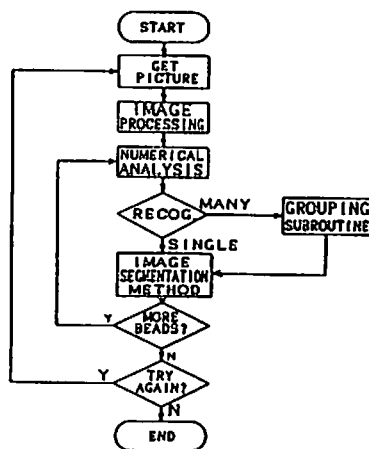 START
GET
PICTURE
IMAGE
PROCESSING
NUMERICAL
ANALYSIS
RECOG
MANY
GROUPING
SUBROUTINE
SINGLE
IMAGE
SEGMENTATION
METHOD
Y
MORE
BEADS?
N
Y
TRY
AGAIN?
N
END